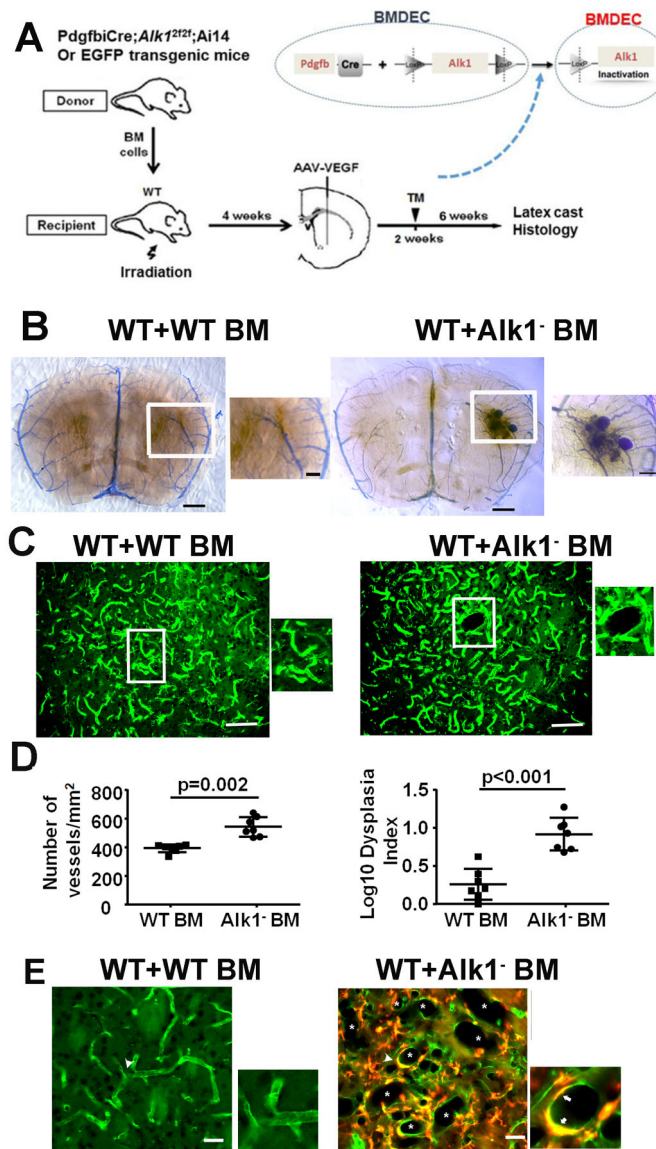 A
PdgfbiCre;Alk1²ᶠ²ᶠ;Ai14
Or EGFP transgenic mice
Donor
BM
cells
WT
Recipient
Irradiation
4 weeks
AAV-VEGF
TM
2 weeks
6 weeks
Latex cast
Histology
BMDEC
Pdgfb
Cre
+
LoxP
Alk1
LoxP
BMDEC
LoxP
Alk1
Inactivation
B
WT+WT BM
WT+Alk1⁻ BM
C
WT+WT BM
WT+Alk1⁻ BM
D
Number of
vessels/mm²
800
600
400
200
0
p=0.002
WT BM
Alk1⁻ BM
Log10 Dysplasia
Index
1.5
1.0
0.5
0.0
p<0.001
WT BM
Alk1⁻ BM
E
WT+WT BM
WT+Alk1⁻ BM
* * * * * * * * * *